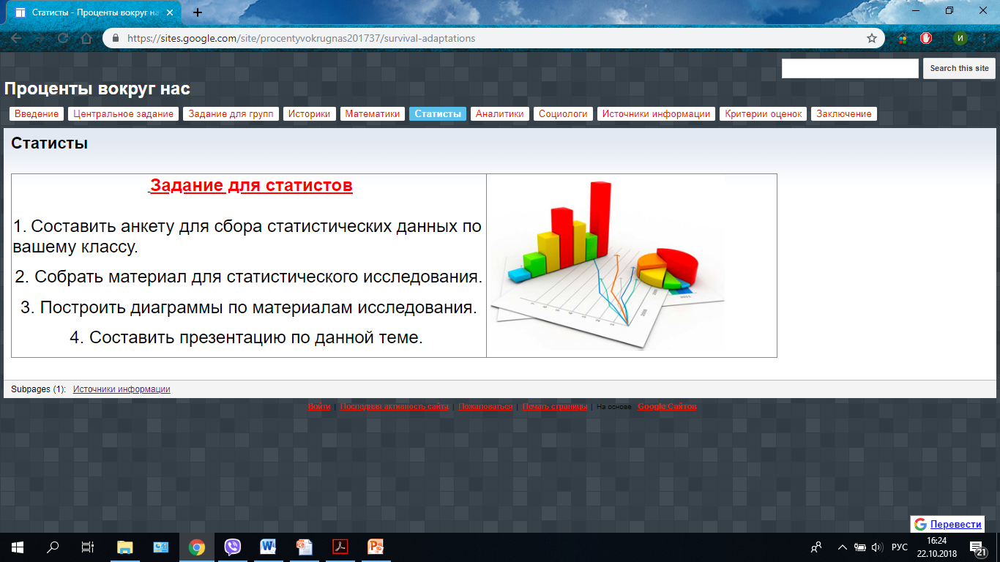 Статисты - Проценты вокруг на
https://sites.google.com/site/procentyvokrugnas201737/survival-adaptations
И
Search this site
Проценты вокруг нас
Введение Центральное задание Задание для групп Историки Математики Статисты Аналитики Социологи Источники информации Критерии оценок Заключение
Статисты
Задание для статистов
1. Составить анкету для сбора статистических данных по
вашему классу.
2. Собрать материал для статистического исследования.
3. Построить диаграммы по материалам исследования.
4. Составить презентацию по данной теме.
Subpages (1): Источники информации
Войти | Последняя активность сайта | Пожаловаться | Печать страницы | На основе Google Сайтов
Перевести
РУС
16:24
22.10.2018
21